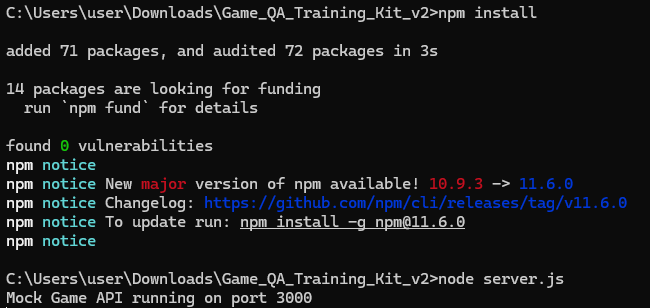 C:\Users\user\Downloads\Game_QA_Training_Kit_v2>npm install
added 71 packages, and audited 72 packages in 3s
14 packages are looking for funding
  run `npm fund` for details
found 0 vulnerabilities
npm notice
npm notice New major version of npm available! 10.9.3 -> 11.6.0
npm notice Changelog: https://github.com/npm/cli/releases/tag/v11.6.0
npm notice To update run: npm install -g npm@11.6.0
npm notice
C:\Users\user\Downloads\Game_QA_Training_Kit_v2>node server.js
Mock Game API running on port 3000